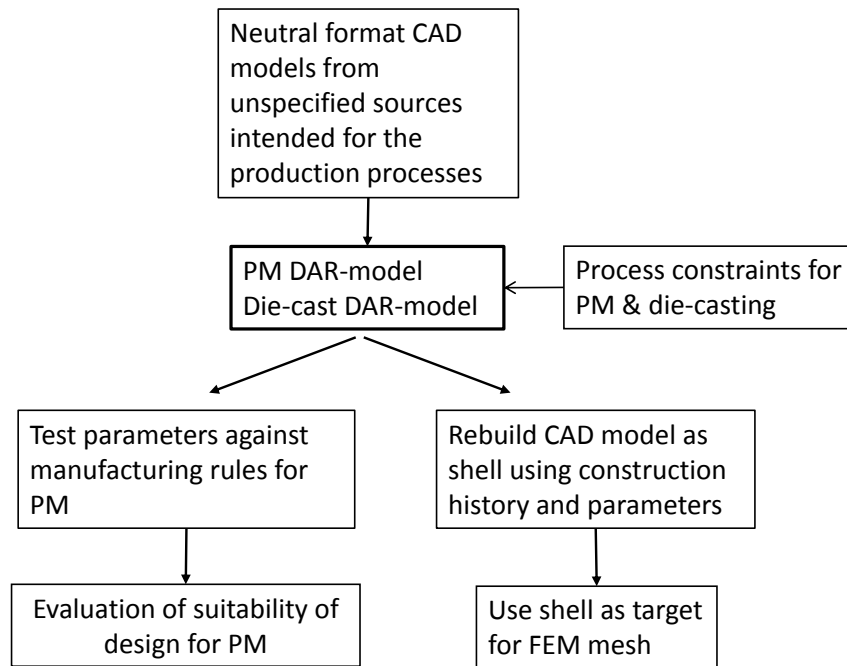 Neutral format CAD
models from
unspecified sources
intended for the
production processes
PM DAR-model
Die-cast DAR-model
Process constraints for
PM & die-casting
Test parameters against
manufacturing rules for
PM
Rebuild CAD model as
shell using construction
history and parameters
Evaluation of suitability of
design for PM
Use shell as target
for FEM mesh